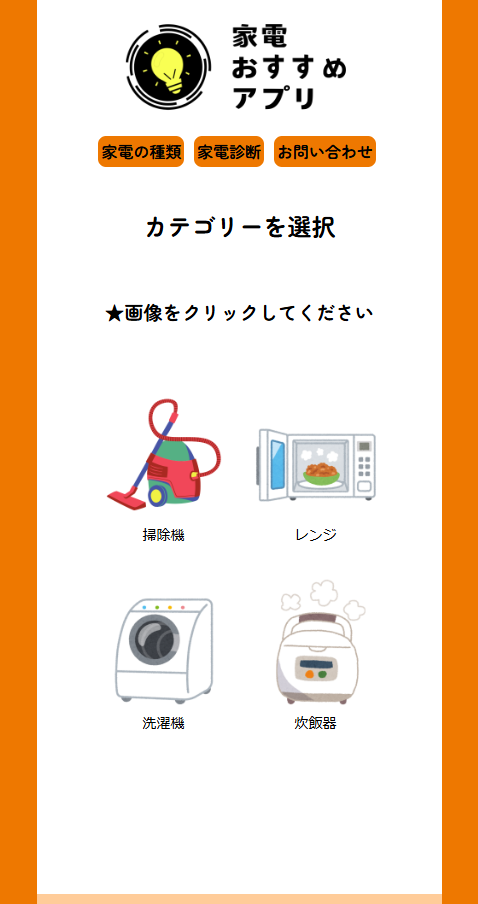 家電
おすすめ
アプリ
家電の種類 家電診断 お問い合わせ
カテゴリーを選択
★画像をクリックしてください
掃除機 レンジ
洗濯機 炊飯器